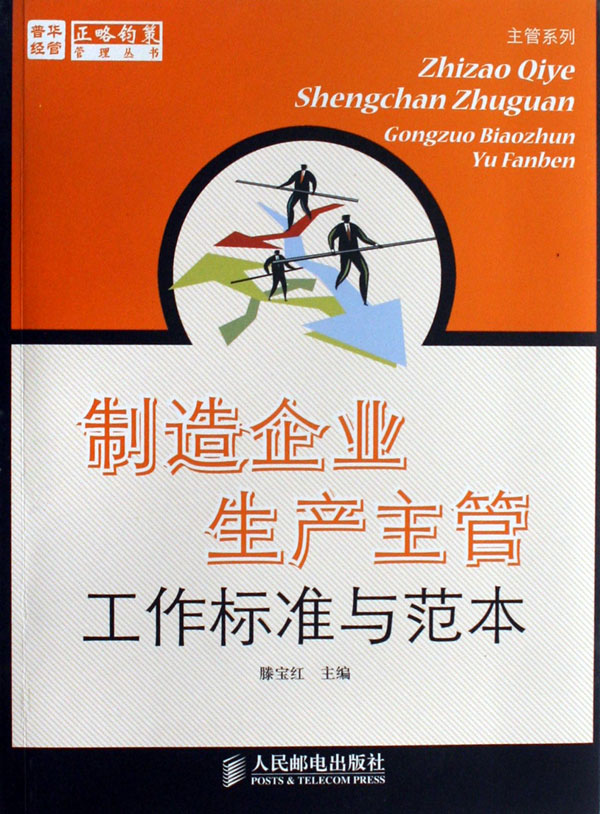 普华
经管
正略钧策
管理丛书
主管系列
Zhizao Qiye
Shengchan Zhuguan
Gongzuo Biaozhun
Yu Fanben
制造企业
生产主管
工作标准与范本
滕宝红 主编
人民邮电出版社
POSTS & TELECOM PRESS